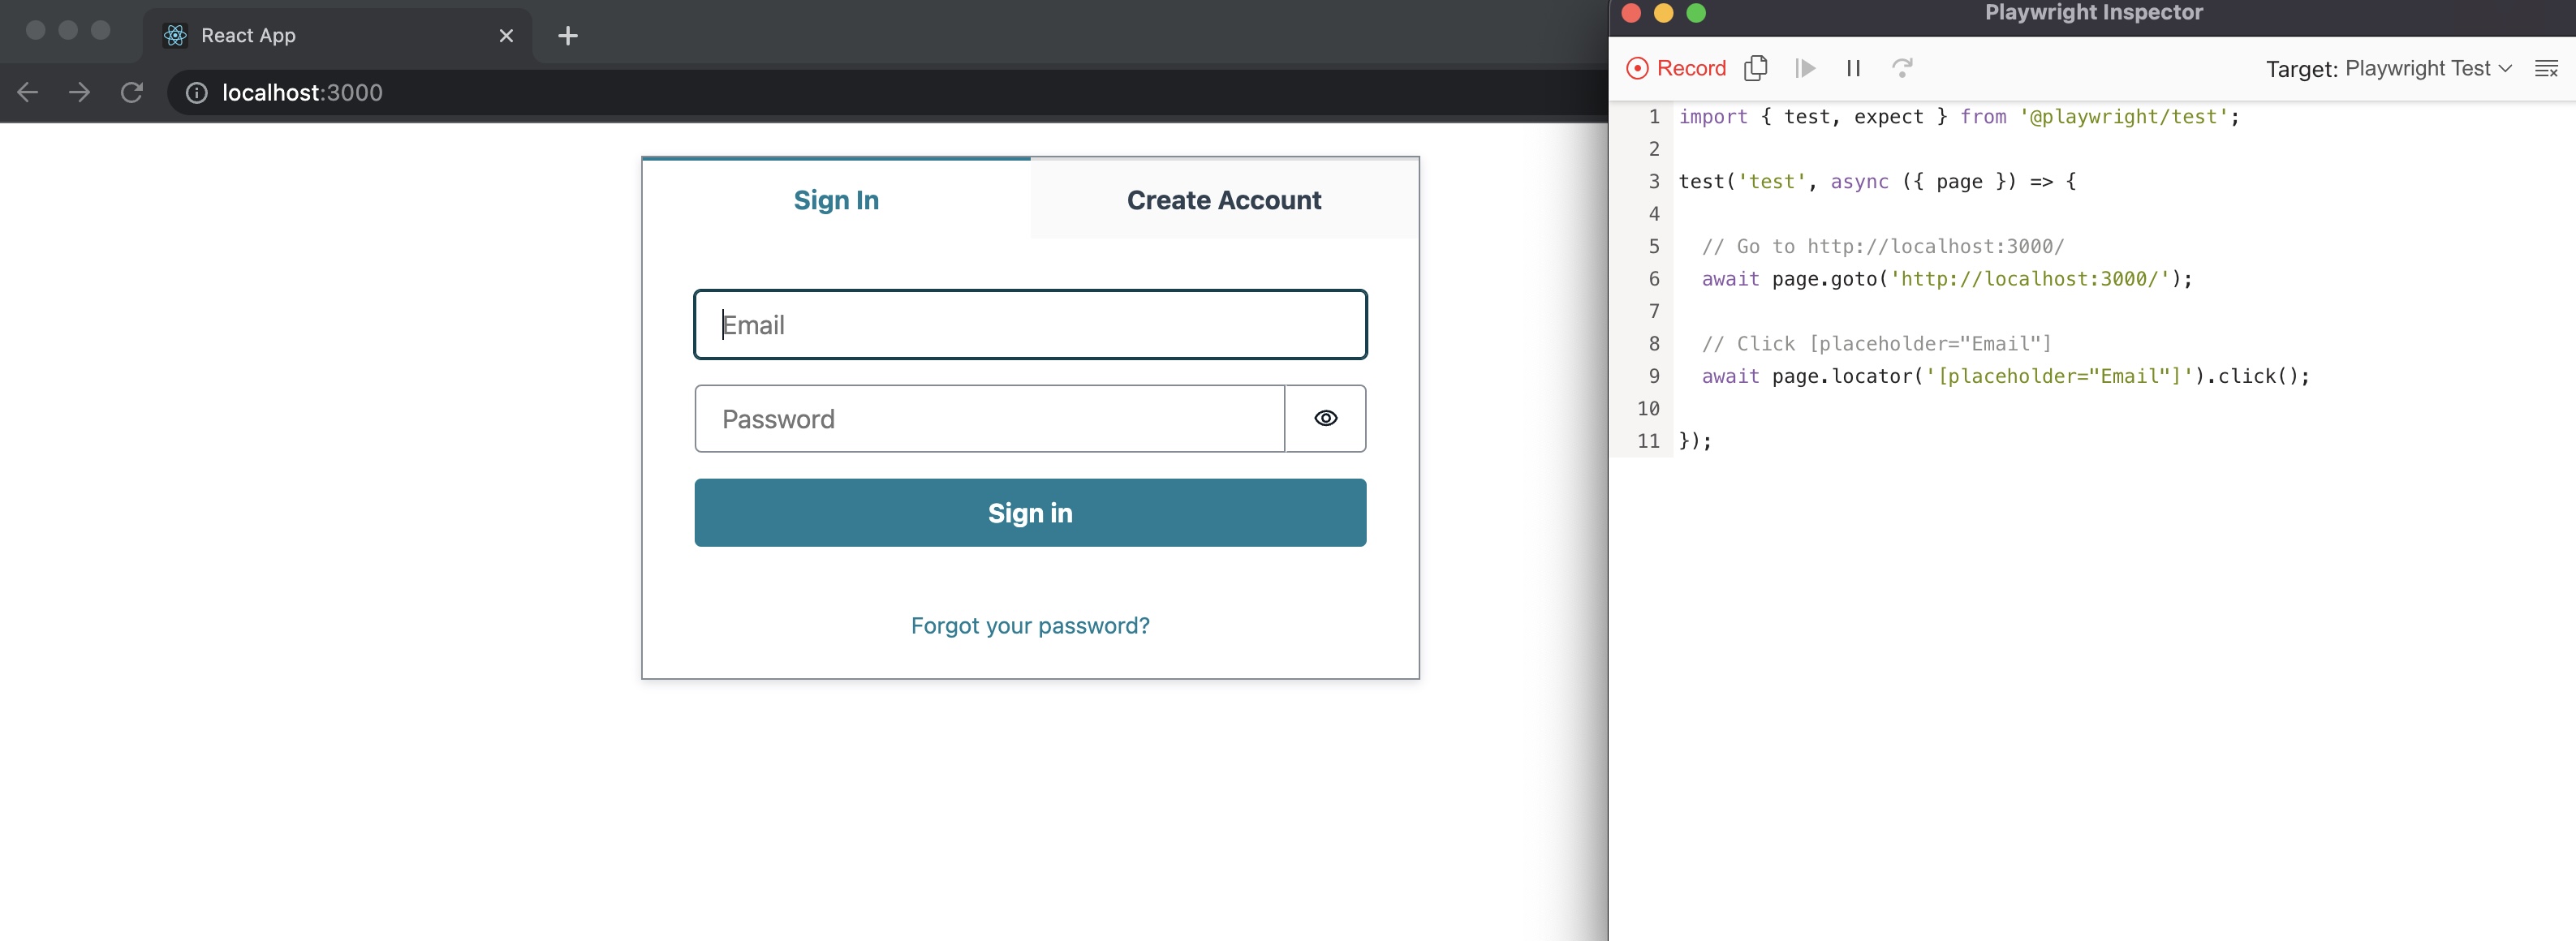 React App
localhost:3000
Sign In
Create Account
Email
Password
Sign in
Forgot your password?
Playwright Inspector
Record
Target: Playwright Test
1 import { test, expect } from '@playwright/test';
2
3 test('test', async ({ page }) => {
4
5   // Go to http://localhost:3000/
6   await page.goto('http://localhost:3000/');
7
8   // Click [placeholder="Email"]
9   await page.locator('[placeholder="Email"]').click();
10
11 });